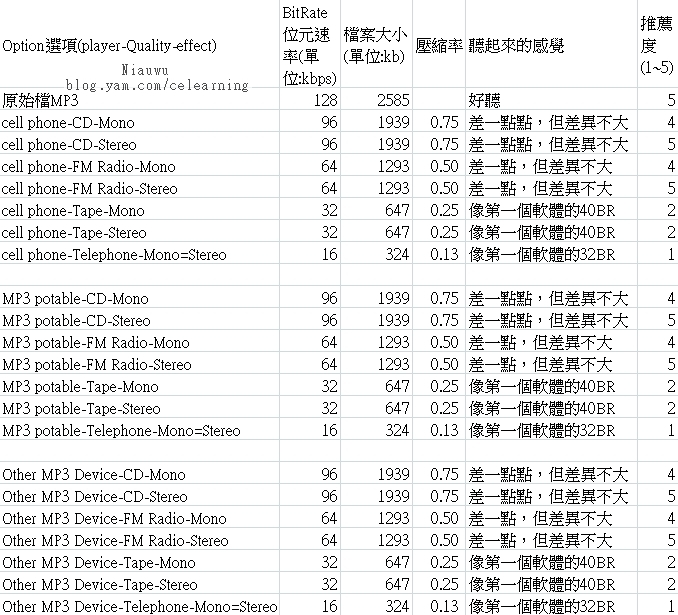 Option選項(player-Quality-effect) BitRate位元速率(單位:kbps) 檔案大小(單位:kb) 壓縮率 聽起來的感覺 推薦度(1~5)
Niauwu
blog.yam.com/celearning
原始檔MP3 128 2585 好聽 5
cell phone-CD-Mono 96 1939 0.75 差一點點，但差異不大 4
cell phone-CD-Stereo 96 1939 0.75 差一點點，但差異不大 5
cell phone-FM Radio-Mono 64 1293 0.50 差一點，但差異不大 4
cell phone-FM Radio-Stereo 64 1293 0.50 差一點，但差異不大 5
cell phone-Tape-Mono 32 647 0.25 像第一個軟體的40BR 2
cell phone-Tape-Stereo 32 647 0.25 像第一個軟體的40BR 2
cell phone-Telephone-Mono=Stereo 16 324 0.13 像第一個軟體的32BR 1
MP3 potable-CD-Mono 96 1939 0.75 差一點點，但差異不大 4
MP3 potable-CD-Stereo 96 1939 0.75 差一點點，但差異不大 5
MP3 potable-FM Radio-Mono 64 1293 0.50 差一點，但差異不大 4
MP3 potable-FM Radio-Stereo 64 1293 0.50 差一點，但差異不大 5
MP3 potable-Tape-Mono 32 647 0.25 像第一個軟體的40BR 2
MP3 potable-Tape-Stereo 32 647 0.25 像第一個軟體的40BR 2
MP3 potable-Telephone-Mono=Stereo 16 324 0.13 像第一個軟體的32BR 1
Other MP3 Device-CD-Mono 96 1939 0.75 差一點點，但差異不大 4
Other MP3 Device-CD-Stereo 96 1939 0.75 差一點點，但差異不大 5
Other MP3 Device-FM Radio-Mono 64 1293 0.50 差一點，但差異不大 4
Other MP3 Device-FM Radio-Stereo 64 1293 0.50 差一點，但差異不大 5
Other MP3 Device-Tape-Mono 32 647 0.25 像第一個軟體的40BR 2
Other MP3 Device-Tape-Stereo 32 647 0.25 像第一個軟體的40BR 2
Other MP3 Device-Telephone-Mono=Stereo 16 324 0.13 像第一個軟體的32BR 1